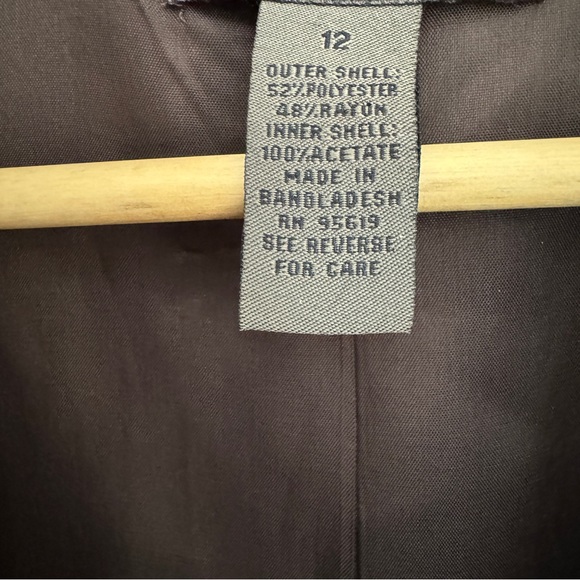 12
OUTER SHELL:
52% POLYESTER
48% RAYON
INNER SHELL:
100% ACETATE
MADE IN
BANGLADESH
RN 95619
SEE REVERSE
FOR CARE